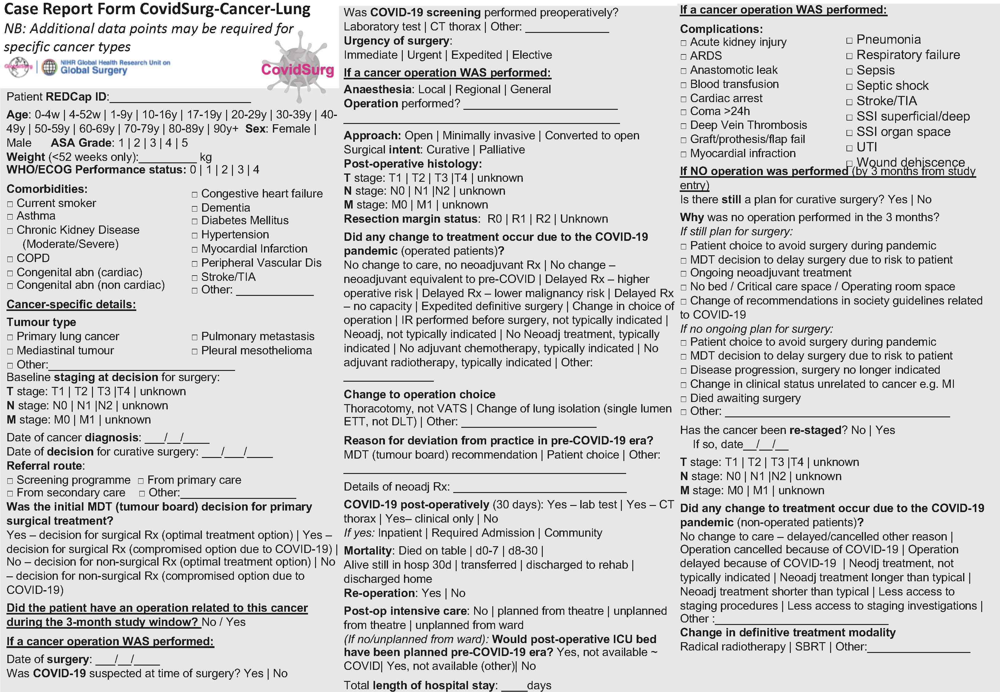 Case Report Form CovidSurg-Cancer-Lung
NB: Additional data points may be required for
specific cancer types
GlobalSurg
NIHR Global Health Research Unit on
Global Surgery
CovidSurg
Patient REDCap ID:____________________
Age: 0-4w | 4-52w | 1-9y | 10-16y | 17-19y | 20-29y | 30-39y | 40-
49y | 50-59y | 60-69y | 70-79y | 80-89y | 90y+ Sex: Female |
Male ASA Grade: 1 | 2 | 3 | 4 | 5
Weight (<52 weeks only):_________ kg
WHO/ECOG Performance status: 0 | 1 | 2 | 3 | 4
Comorbidities:
□ Current smoker
□ Asthma
□ Chronic Kidney Disease
(Moderate/Severe)
□ COPD
□ Congenital abn (cardiac)
□ Congenital abn (non cardiac)
□ Congestive heart failure
□ Dementia
□ Diabetes Mellitus
□ Hypertension
□ Myocardial Infarction
□ Peripheral Vascular Dis
□ Stroke/TIA
□ Other: ____________
Cancer-specific details:
Tumour type
□ Primary lung cancer □ Pulmonary metastasis
□ Mediastinal tumour □ Pleural mesothelioma
□ Other:_____________________________
Baseline staging at decision for surgery:
T stage: T1 | T2 | T3 |T4 | unknown
N stage: N0 | N1 |N2 | unknown
M stage: M0 | M1 | unknown
Date of cancer diagnosis: ___/__/____
Date of decision for curative surgery: ___/___/____
Referral route:
□ Screening programme □ From primary care
□ From secondary care □ Other:__________________
Was the initial MDT (tumour board) decision for primary
surgical treatment?
Yes – decision for surgical Rx (optimal treatment option) | Yes –
decision for surgical Rx (compromised option due to COVID-19) |
No – decision for non-surgical Rx (optimal treatment option) | No
– decision for non-surgical Rx (compromised option due to
COVID-19)
Did the patient have an operation related to this cancer
during the 3-month study window? No / Yes
If a cancer operation WAS performed:
Date of surgery: ___/__/____
Was COVID-19 suspected at time of surgery? Yes | No
Was COVID-19 screening performed preoperatively?
Laboratory test | CT thorax | Other: _____________
Urgency of surgery:
Immediate | Urgent | Expedited | Elective
If a cancer operation WAS performed:
Anaesthesia: Local | Regional | General
Operation performed? ________________________
___________________________________________
Approach: Open | Minimally invasive | Converted to open
Surgical intent: Curative | Palliative
Post-operative histology:
T stage: T1 | T2 | T3 |T4 | unknown
N stage: N0 | N1 |N2 | unknown
M stage: M0 | M1 | unknown
Resection margin status: R0 | R1 | R2 | Unknown
Did any change to treatment occur due to the COVID-19
pandemic (operated patients)?
No change to care, no neoadjuvant Rx | No change –
neoadjuvant equivalent to pre-COVID | Delayed Rx – higher
operative risk | Delayed Rx – lower malignancy risk | Delayed Rx
– no capacity | Expedited definitive surgery | Change in choice of
operation | IR performed before surgery, not typically indicated |
Neoadj, not typically indicated | No Neoadj treatment, typically
indicated | No adjuvant chemotherapy, typically indicated | No
adjuvant radiotherapy, typically indicated | Other:
______________
Change to operation choice
Thoracotomy, not VATS | Change of lung isolation (single lumen
ETT, not DLT) | Other: _____________________
Reason for deviation from practice in pre-COVID-19 era?
MDT (tumour board) recommendation | Patient choice | Other:
____________________________________________
Details of neoadj Rx: ___________________________
COVID-19 post-operatively (30 days): Yes – lab test | Yes – CT
thorax | Yes– clinical only | No
If yes: Inpatient | Required Admission | Community
Mortality: Died on table | d0-7 | d8-30 |
Alive still in hosp 30d | transferred | discharged to rehab |
discharged home
Re-operation: Yes | No
Post-op intensive care: No | planned from theatre | unplanned
from theatre | unplanned from ward
(If no/unplanned from ward): Would post-operative ICU bed
have been planned pre-COVID-19 era? Yes, not available ~
COVID| Yes, not available (other)| No
Total length of hospital stay: ____days
If a cancer operation WAS performed:
Complications:
□ Acute kidney injury
□ ARDS
□ Anastomotic leak
□ Blood transfusion
□ Cardiac arrest
□ Coma >24h
□ Deep Vein Thrombosis
□ Graft/prothesis/flap fail
□ Myocardial infraction
□ Pneumonia
□ Respiratory failure
□ Sepsis
□ Septic shock
□ Stroke/TIA
□ SSI superficial/deep
□ SSI organ space
□ UTI
□ Wound dehiscence
If NO operation was performed (by 3 months from study
entry)
Is there still a plan for curative surgery? Yes | No
Why was no operation performed in the 3 months?
If still plan for surgery:
□ Patient choice to avoid surgery during pandemic
□ MDT decision to delay surgery due to risk to patient
□ Ongoing neoadjuvant treatment
□ No bed / Critical care space / Operating room space
□ Change of recommendations in society guidelines related
to COVID-19
If no ongoing plan for surgery:
□ Patient choice to avoid surgery during pandemic
□ MDT decision to delay surgery due to risk to patient
□ Disease progression, surgery no longer indicated
□ Change in clinical status unrelated to cancer e.g. MI
□ Died awaiting surgery
□ Other: ___________________________________
Has the cancer been re-staged? No | Yes
If so, date__/__/__
T stage: T1 | T2 | T3 |T4 | unknown
N stage: N0 | N1 |N2 | unknown
M stage: M0 | M1 | unknown
Did any change to treatment occur due to the COVID-19
pandemic (non-operated patients)?
No change to care – delayed/cancelled other reason |
Operation cancelled because of COVID-19 | Operation
delayed because of COVID-19 | Neodj treatment, not
typically indicated | Neoadj treatment longer than typical |
Neoadj treatment shorter than typical | Less access to
staging procedures | Less access to staging investigations |
Other :___________________________
Change in definitive treatment modality
Radical radiotherapy | SBRT | Other:________________